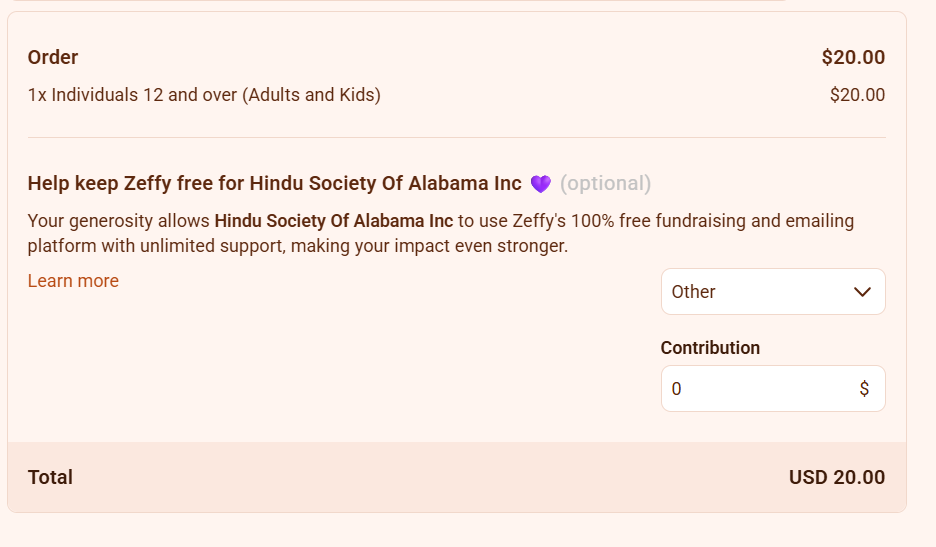 Order $20.00
1x Individuals 12 and over (Adults and Kids) $20.00
Help keep Zeffy free for Hindu Society Of Alabama Inc 💜 (optional)
Your generosity allows Hindu Society Of Alabama Inc to use Zeffy's 100% free fundraising and emailing
platform with unlimited support, making your impact even stronger.
Learn more
Other
Contribution
0 $
Total USD 20.00